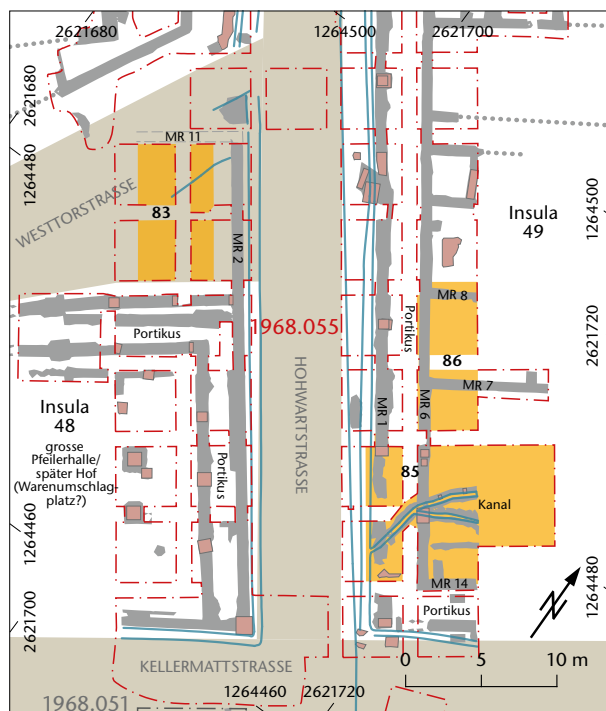 2621680
1264500
2621700
2621680
1264480
MR 11
83
WESTTORSTRASSE
MR 2
Insula
49
1264500
MR 8
Portikus
1968.055
Portikus
2621720
86
HOHWARTSTRASSE
MR 7
MR 6
MR 1
Insula
48
grosse
Pfeilerhalle/
später Hof
(Warenumschlag-
platz?)
Portikus
85
Kanal
1264460
MR 14
1264480
Portikus
2621700
KELLERMATTSTRASSE
0 5 10 m
1968.051
1264460
2621720